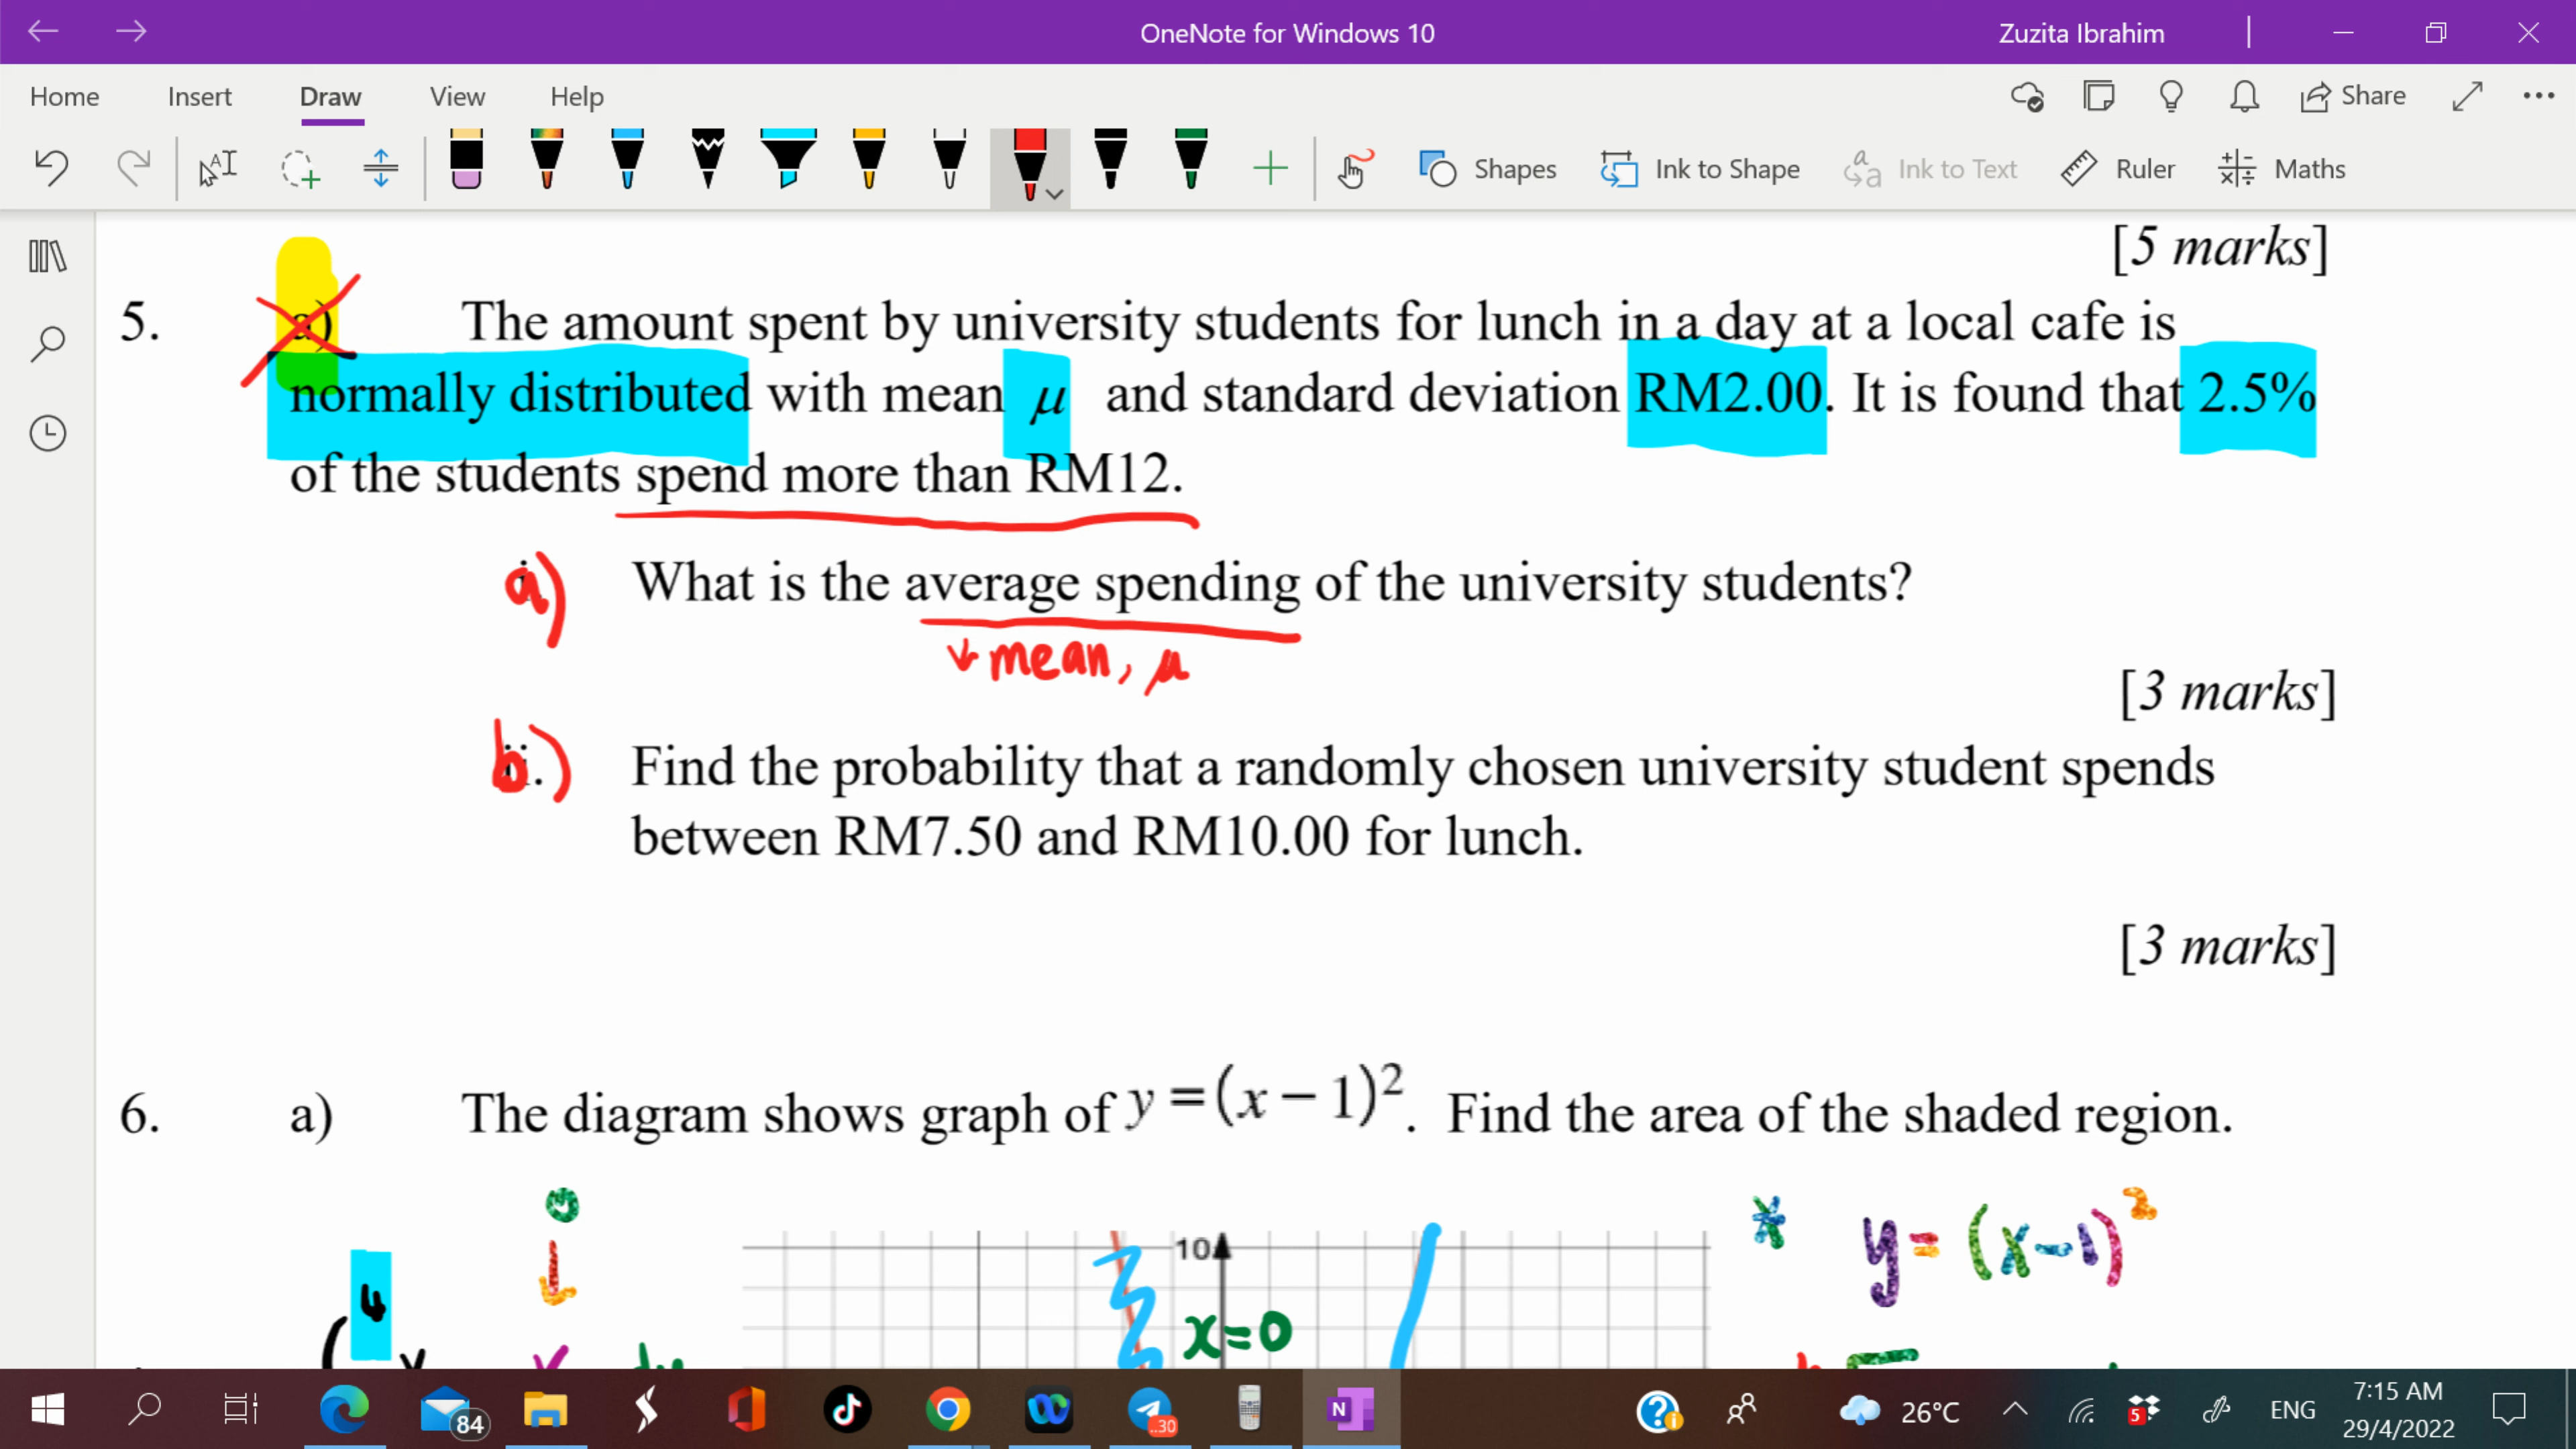 OneNote for Windows 10
Zuzita Ibrahim
Home Insert Draw View Help
Share
Shapes Ink to Shape Ink to Text Ruler Maths
[5 marks]
5. a) The amount spent by university students for lunch in a day at a local cafe is
normally distributed with mean μ and standard deviation RM2.00. It is found that 2.5%
of the students spend more than RM12.
a) What is the average spending of the university students?
↓ mean, μ
[3 marks]
b) Find the probability that a randomly chosen university student spends
between RM7.50 and RM10.00 for lunch.
[3 marks]
6. a) The diagram shows graph of y = (x − 1)². Find the area of the shaded region.
* y = (x-1)²
10
4
x=0
84
30
N
26°C
5
ENG
7:15 AM
29/4/2022